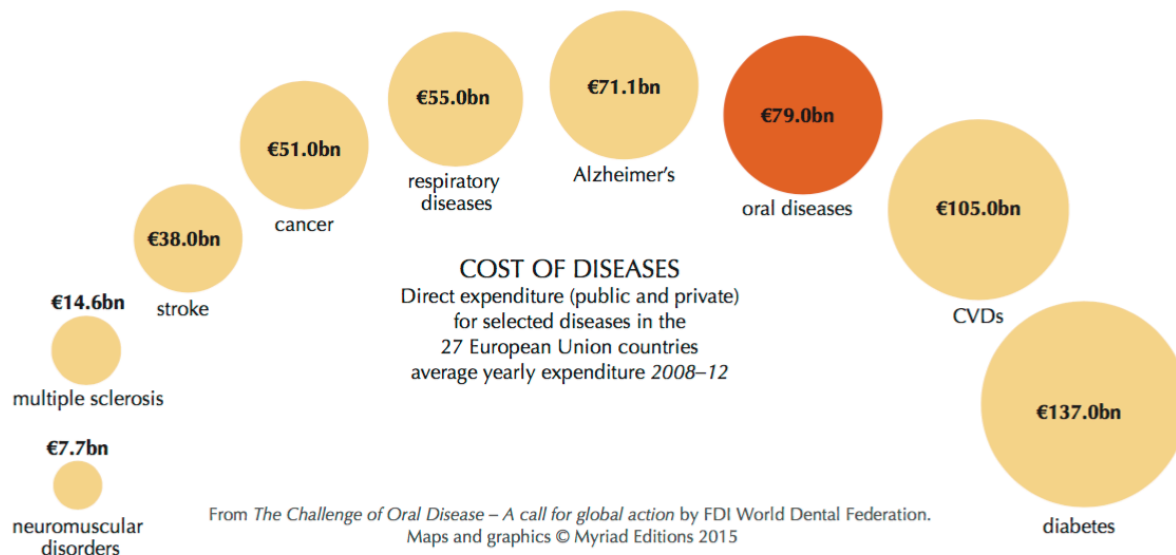 €7.7bn
neuromuscular
disorders
€14.6bn
multiple sclerosis
€38.0bn
stroke
€51.0bn
cancer
€55.0bn
respiratory
diseases
€71.1bn
Alzheimer's
€79.0bn
oral diseases
€105.0bn
CVDs
€137.0bn
diabetes
COST OF DISEASES
Direct expenditure (public and private)
for selected diseases in the
27 European Union countries
average yearly expenditure 2008–12
From The Challenge of Oral Disease – A call for global action by FDI World Dental Federation.
Maps and graphics © Myriad Editions 2015